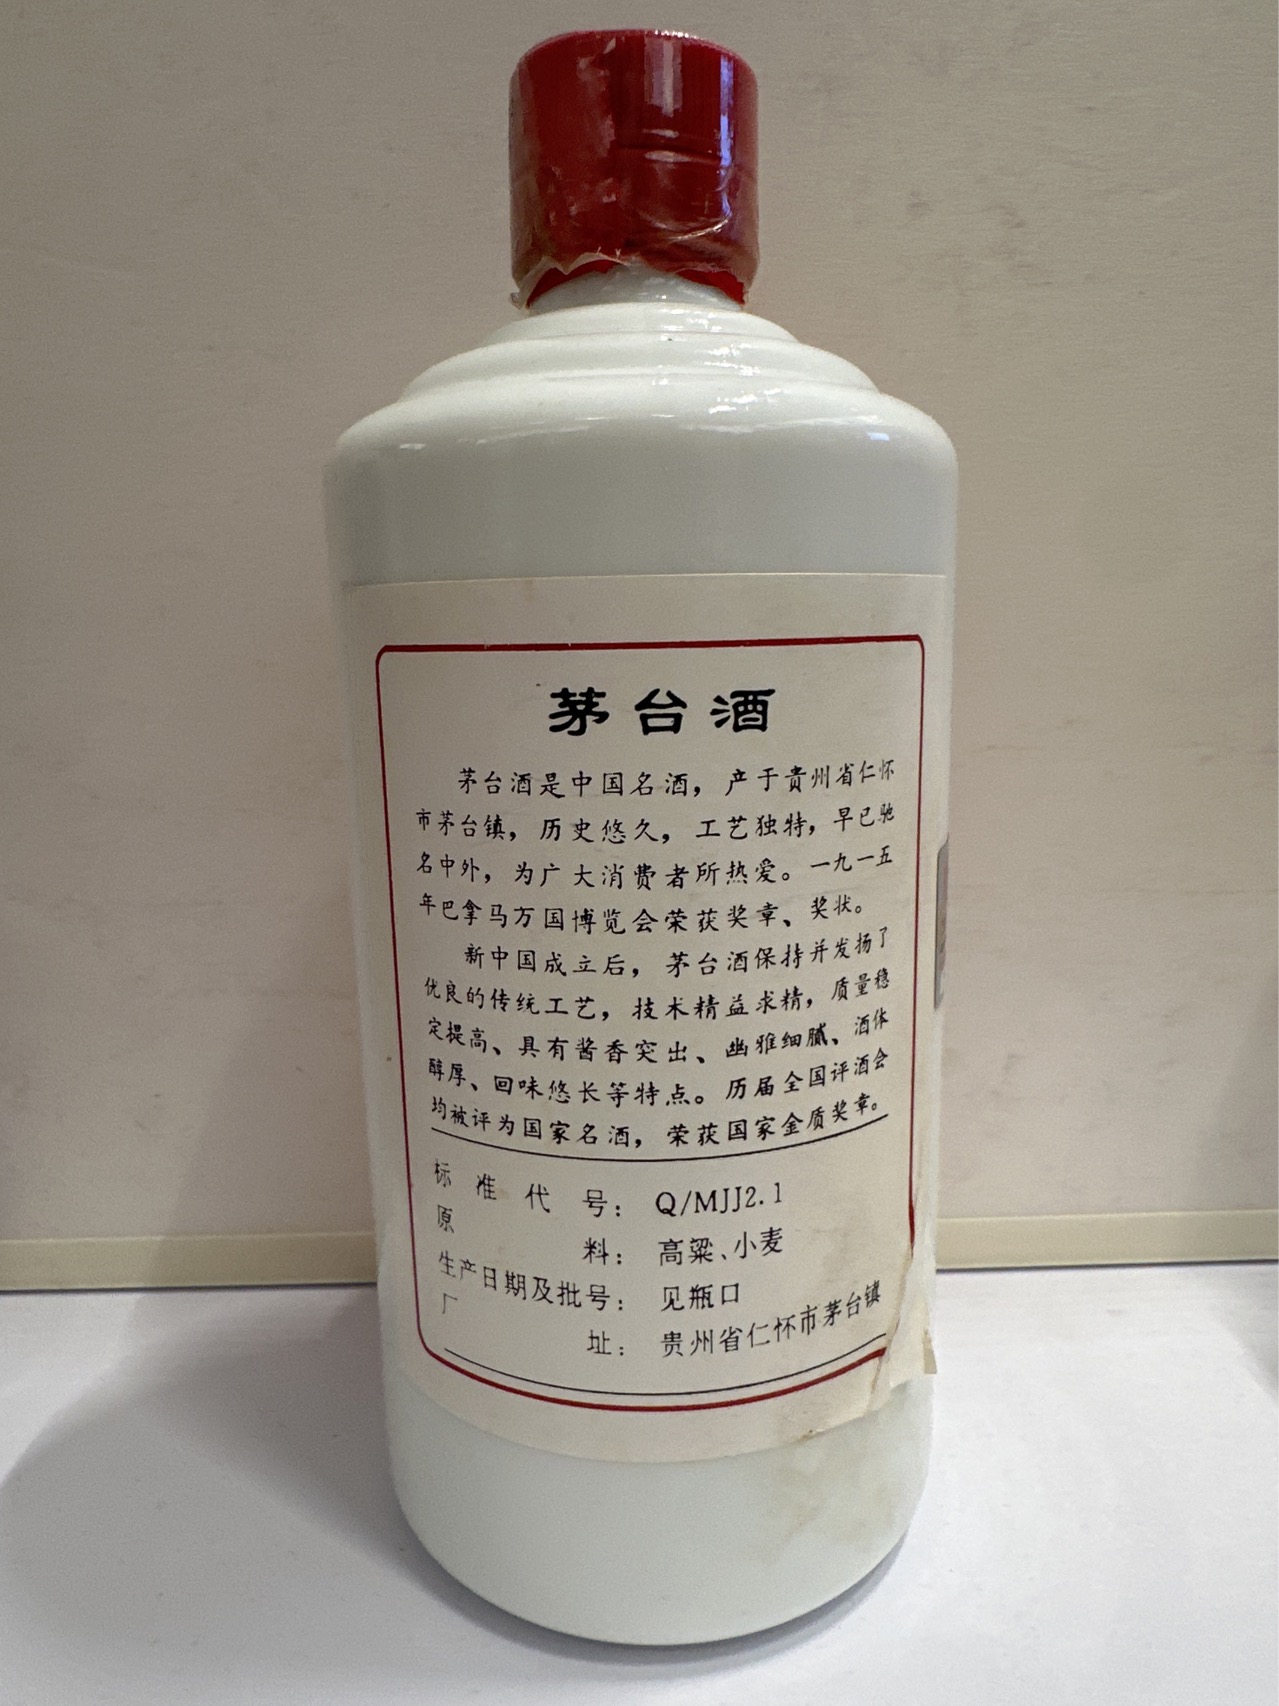 茅台酒
茅台酒是中国名酒，产于贵州省仁怀
市茅台镇，历史悠久，工艺独特，早已驰
名中外，为广大消费者所热爱。一九一五
年巴拿马万国博览会荣获奖章、奖状。
新中国成立后，茅台酒保持并发扬了
优良的传统工艺，技术精益求精，质量稳
定提高、具有酱香突出、幽雅细腻、酒体
醇厚、回味悠长等特点。历届全国评酒会
均被评为国家名酒，荣获国家金质奖章。
标准代号：Q/MJJ2.1
原料：高粱、小麦
生产日期及批号：见瓶口
厂址：贵州省仁怀市茅台镇